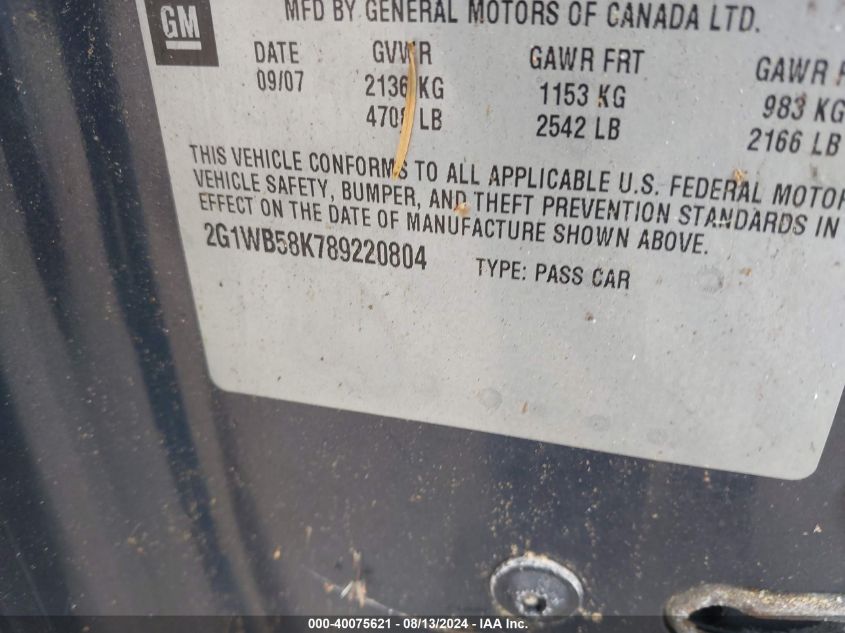 GM
MFD BY GENERAL MOTORS OF CANADA LTD.
DATE GVWR GAWR FRT GAWR
09/07 2136 KG 1153 KG 983 KG
LB 2542 LB 2166 LB
THIS VEHICLE CONFORMS TO ALL APPLICABLE U.S. FEDERAL MOTOR
VEHICLE SAFETY, BUMPER, AND THEFT PREVENTION STANDARDS IN
EFFECT ON THE DATE OF MANUFACTURE SHOWN ABOVE.
2G1WB58K789220804 TYPE: PASS CAR
000-40075621 - 08/13/2024 - IAA Inc.